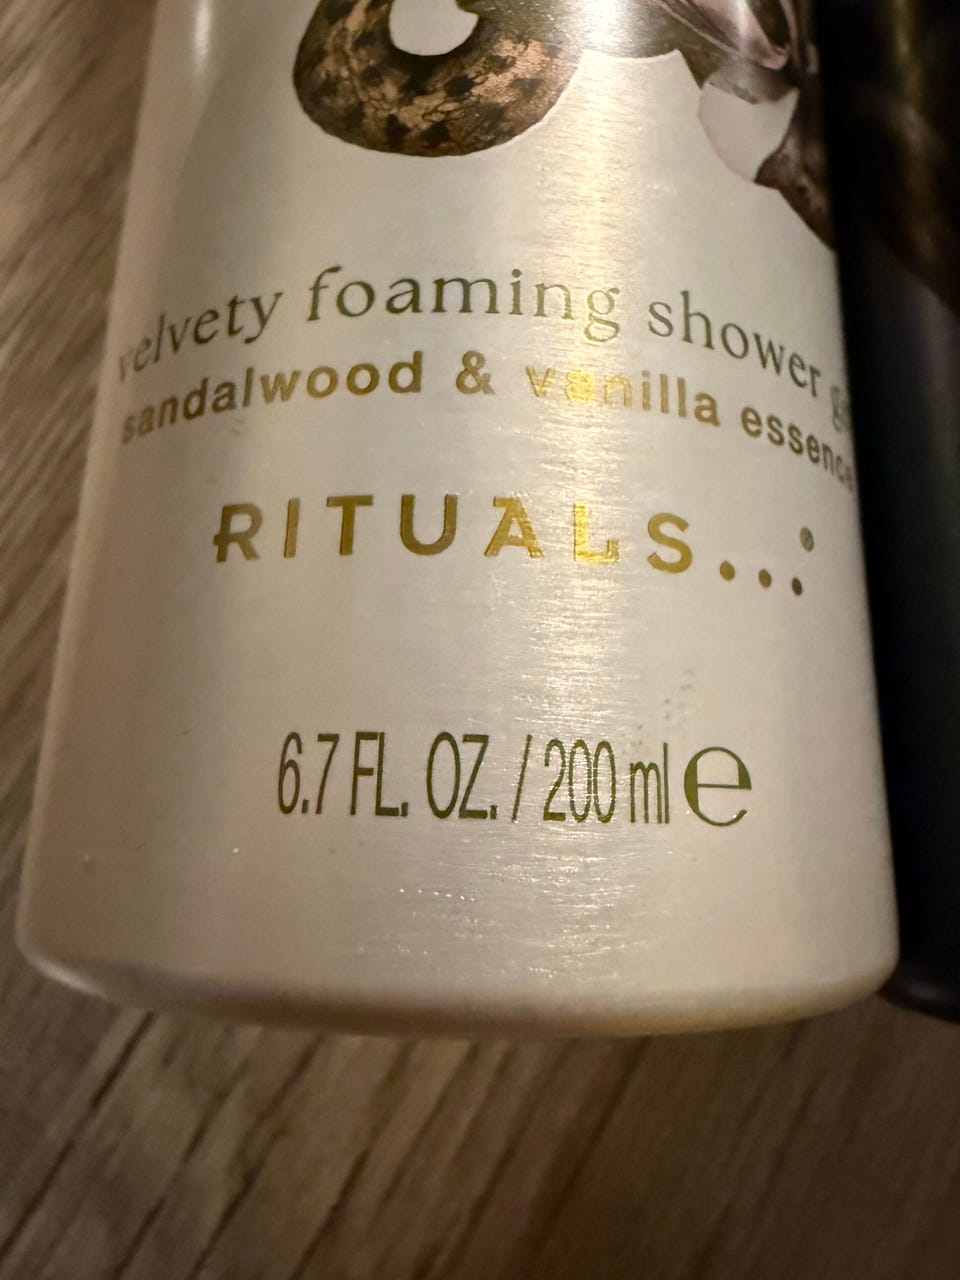 velvety foaming shower
sandalwood & vanilla essence
RITUALS...
6.7 FL. OZ. / 200 ml ℮